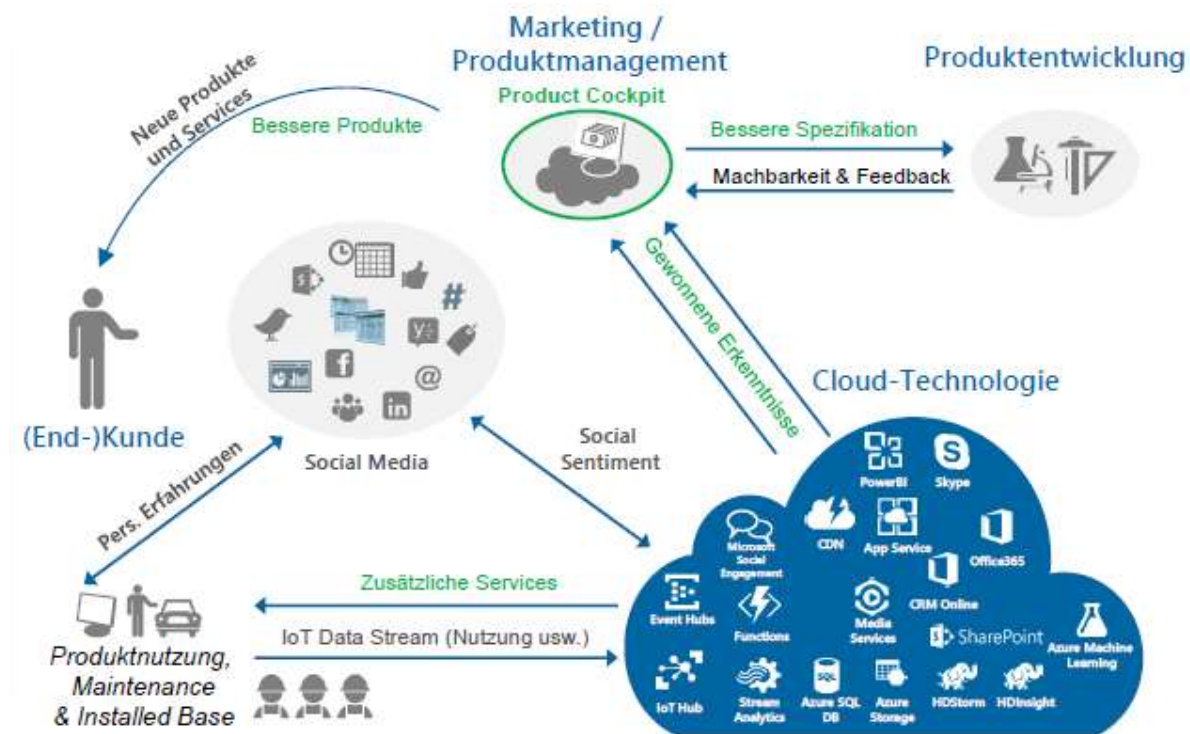 Marketing /
Produktmanagement
Product Cockpit
Produktentwicklung
Neue Produkte
und Services
Bessere Produkte
Bessere Spezifikation
Machbarkeit & Feedback
Gewonnene Erkenntnisse
(End-)Kunde
Social Media
Social
Sentiment
Pers. Erfahrungen
Cloud-Technologie
PowerBI
Skype
Microsoft
Social
Engagement
CDN
App Service
Office365
Event Hubs
Functions
Media
Services
CRM Online
SharePoint
Azure Machine
Learning
IoT Hub
Stream
Analytics
SQL
Azure SQL
DB
Azure
Storage
HDStorm
HDInsight
Zusätzliche Services
IoT Data Stream (Nutzung usw.)
Produktnutzung,
Maintenance
& Installed Base